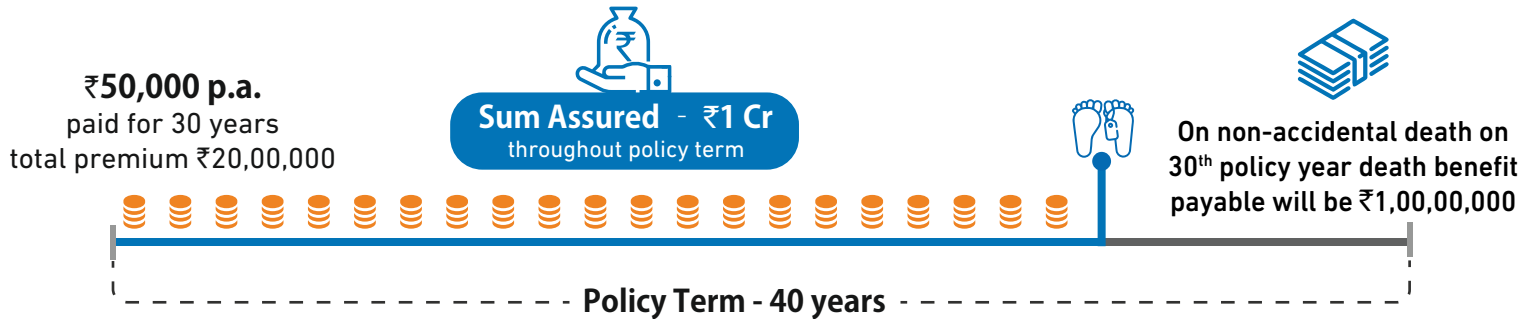 ₹50,000 p.a.
paid for 30 years
total premium ₹20,00,000
₹
Sum Assured - ₹1 Cr
throughout policy term
On non-accidental death on
30th policy year death benefit
payable will be ₹1,00,00,000
Policy Term - 40 years